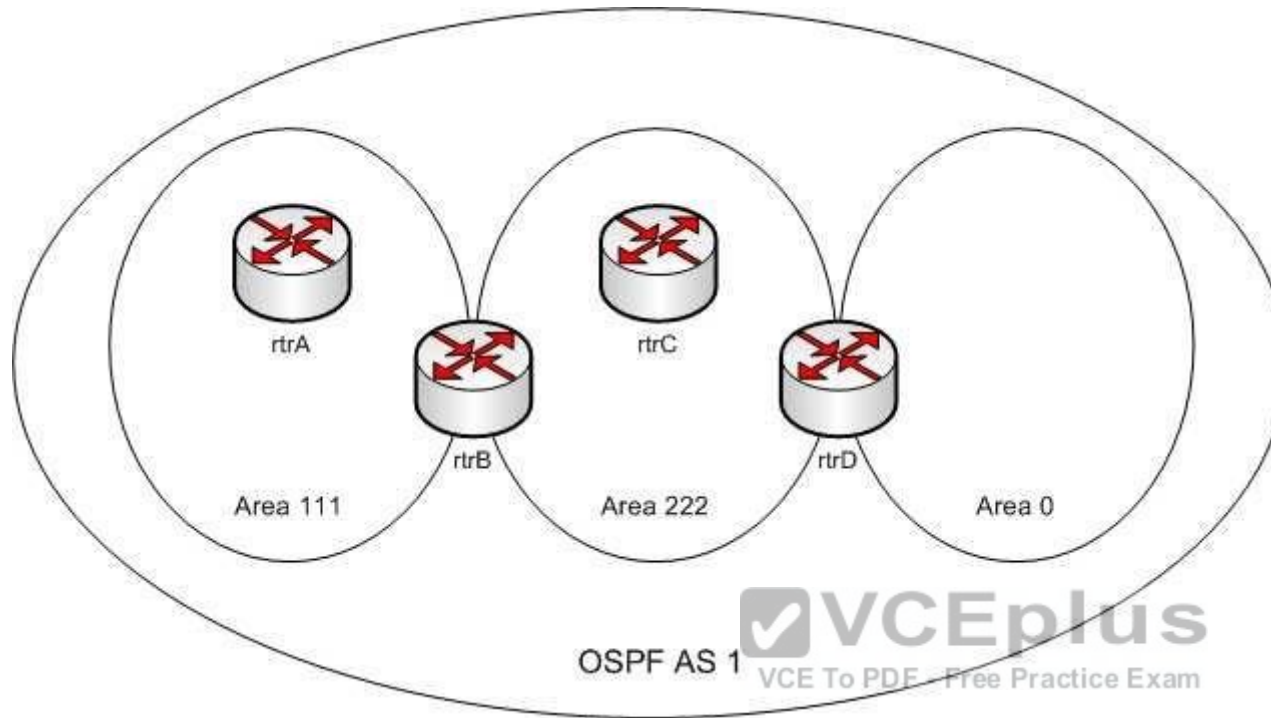 rtrA
rtrC
rtrB
rtrD
Area 111
Area 222
Area 0
VCEplus
OSPF AS 1
VCE To PDF - Free Practice Exam